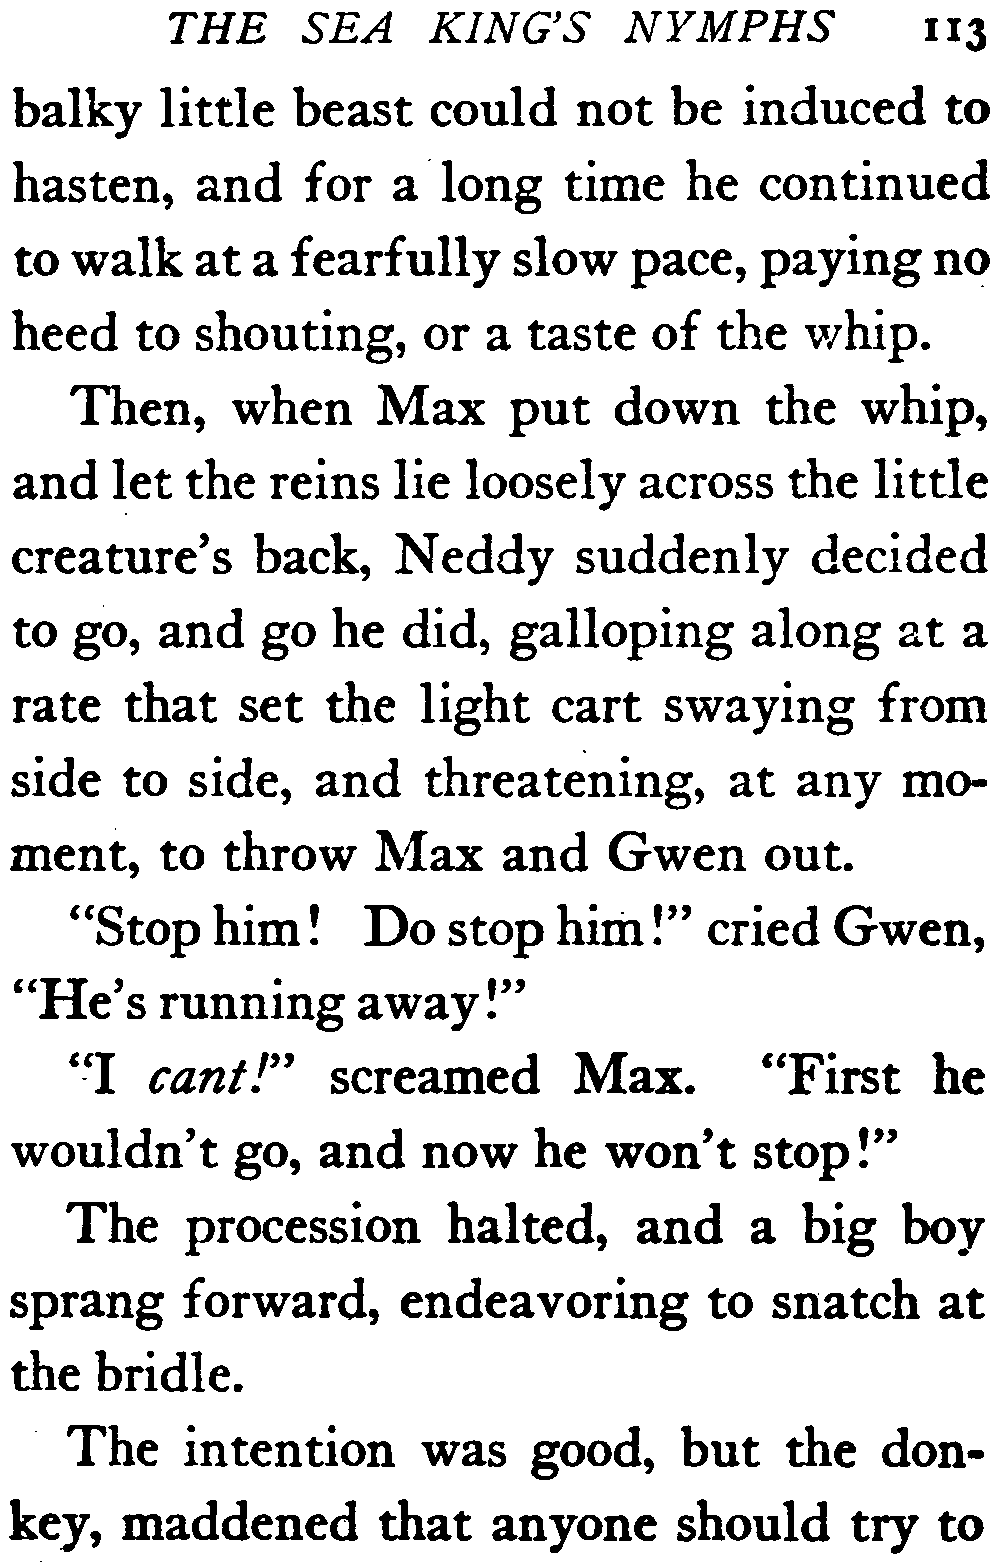 THE SEA KING'S NYMPHS 113
balky little beast could not be induced to
hasten, and for a long time he continued
to walk at a fearfully slow pace, paying no
heed to shouting, or a taste of the whip.
Then, when Max put down the whip,
and let the reins lie loosely across the little
creature's back, Neddy suddenly decided
to go, and go he did, galloping along at a
rate that set the light cart swaying from
side to side, and threatening, at any mo-
ment, to throw Max and Gwen out.
"Stop him! Do stop him!" cried Gwen,
"He's running away!"
"I cant!" screamed Max. "First he
wouldn't go, and now he won't stop!"
The procession halted, and a big boy
sprang forward, endeavoring to snatch at
the bridle.
The intention was good, but the don-
key, maddened that anyone should try to